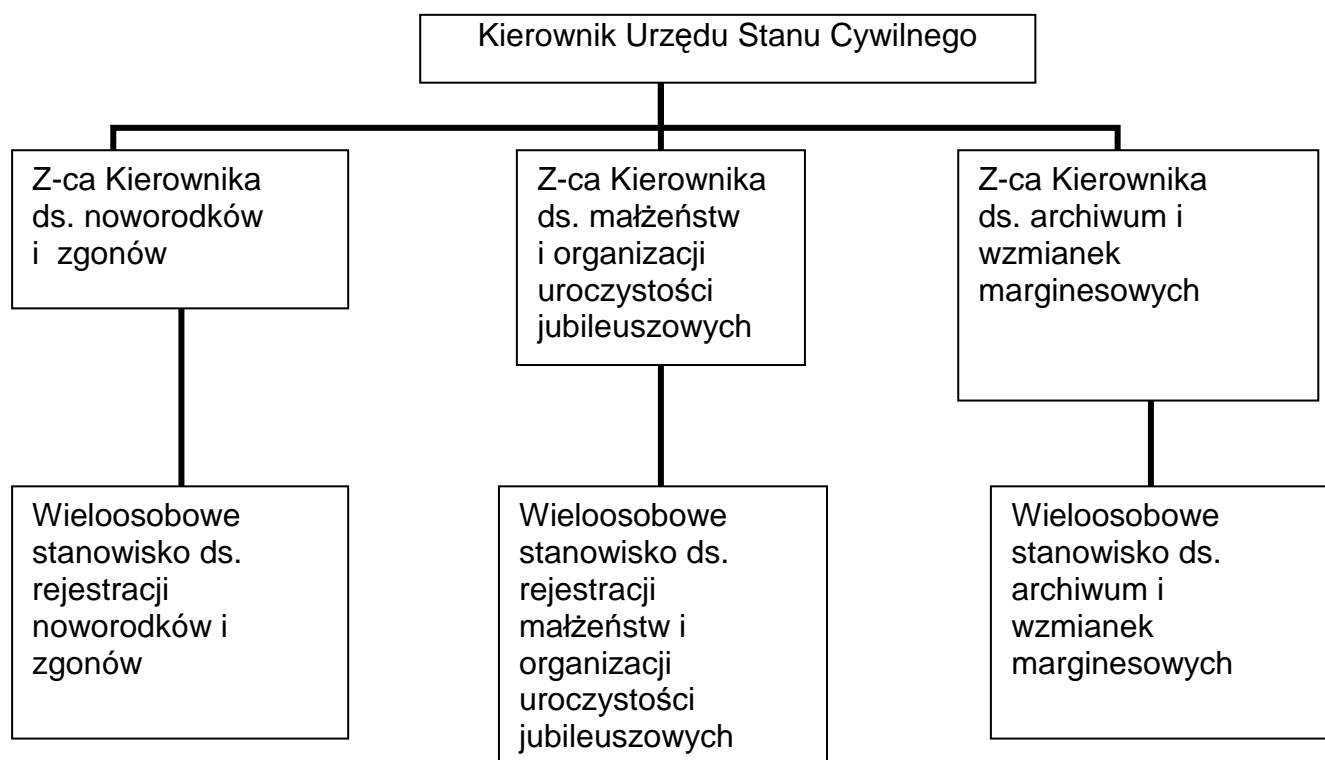 Kierownik Urzędu Stanu Cywilnego
Z-ca Kierownika
ds. noworodków
i zgonów
Z-ca Kierownika
ds. małżeństw
i organizacji
uroczystości
jubileuszowych
Z-ca Kierownika
ds. archiwum i
wzmianek
marginesowych
Wieloosobowe
stanowisko ds.
rejestracji
noworodków i
zgonów
Wieloosobowe
stanowisko ds.
rejestracji
małżeństw i
organizacji
uroczystości
jubileuszowych
Wieloosobowe
stanowisko ds.
archiwum i
wzmianek
marginesowych